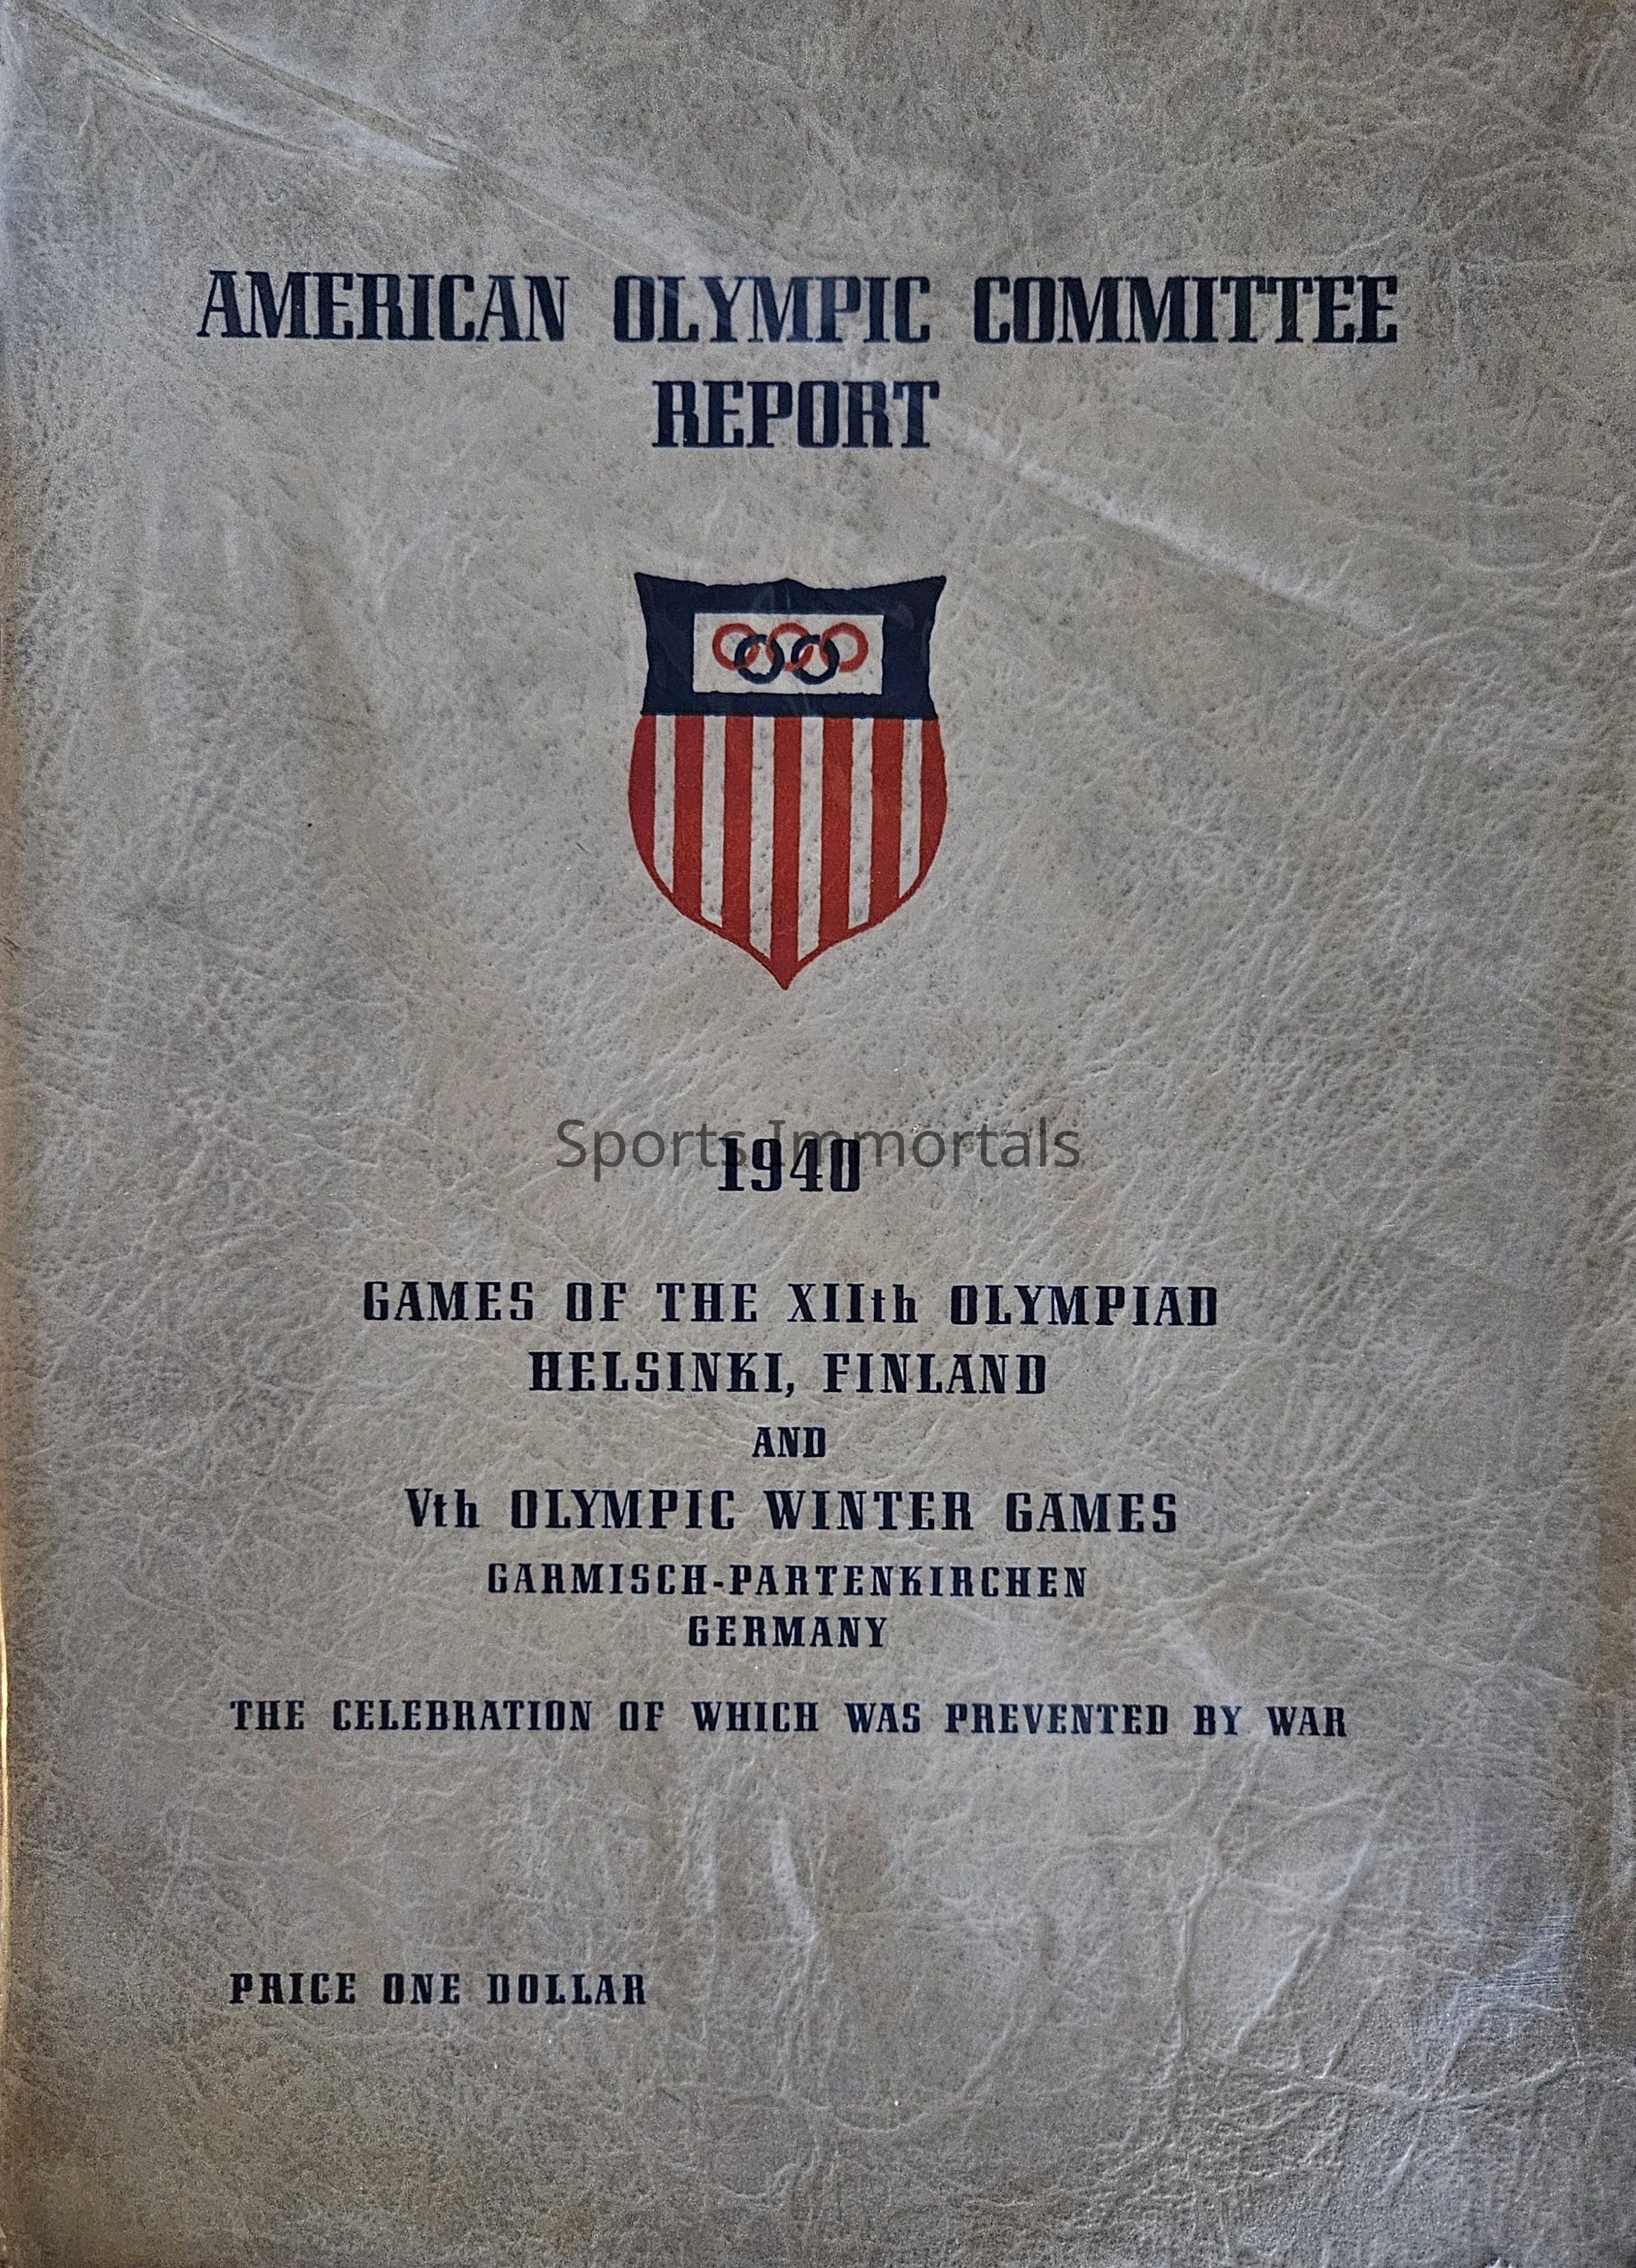 AMERICAN OLYMPIC COMMITTEE
REPORT
Sports Immortals
1940
GAMES OF THE XIIth OLYMPIAD
HELSINKI, FINLAND
AND
Vth OLYMPIC WINTER GAMES
GARMISCH-PARTENKIRCHEN
GERMANY
THE CELEBRATION OF WHICH WAS PREVENTED BY WAR
PRICE ONE DOLLAR